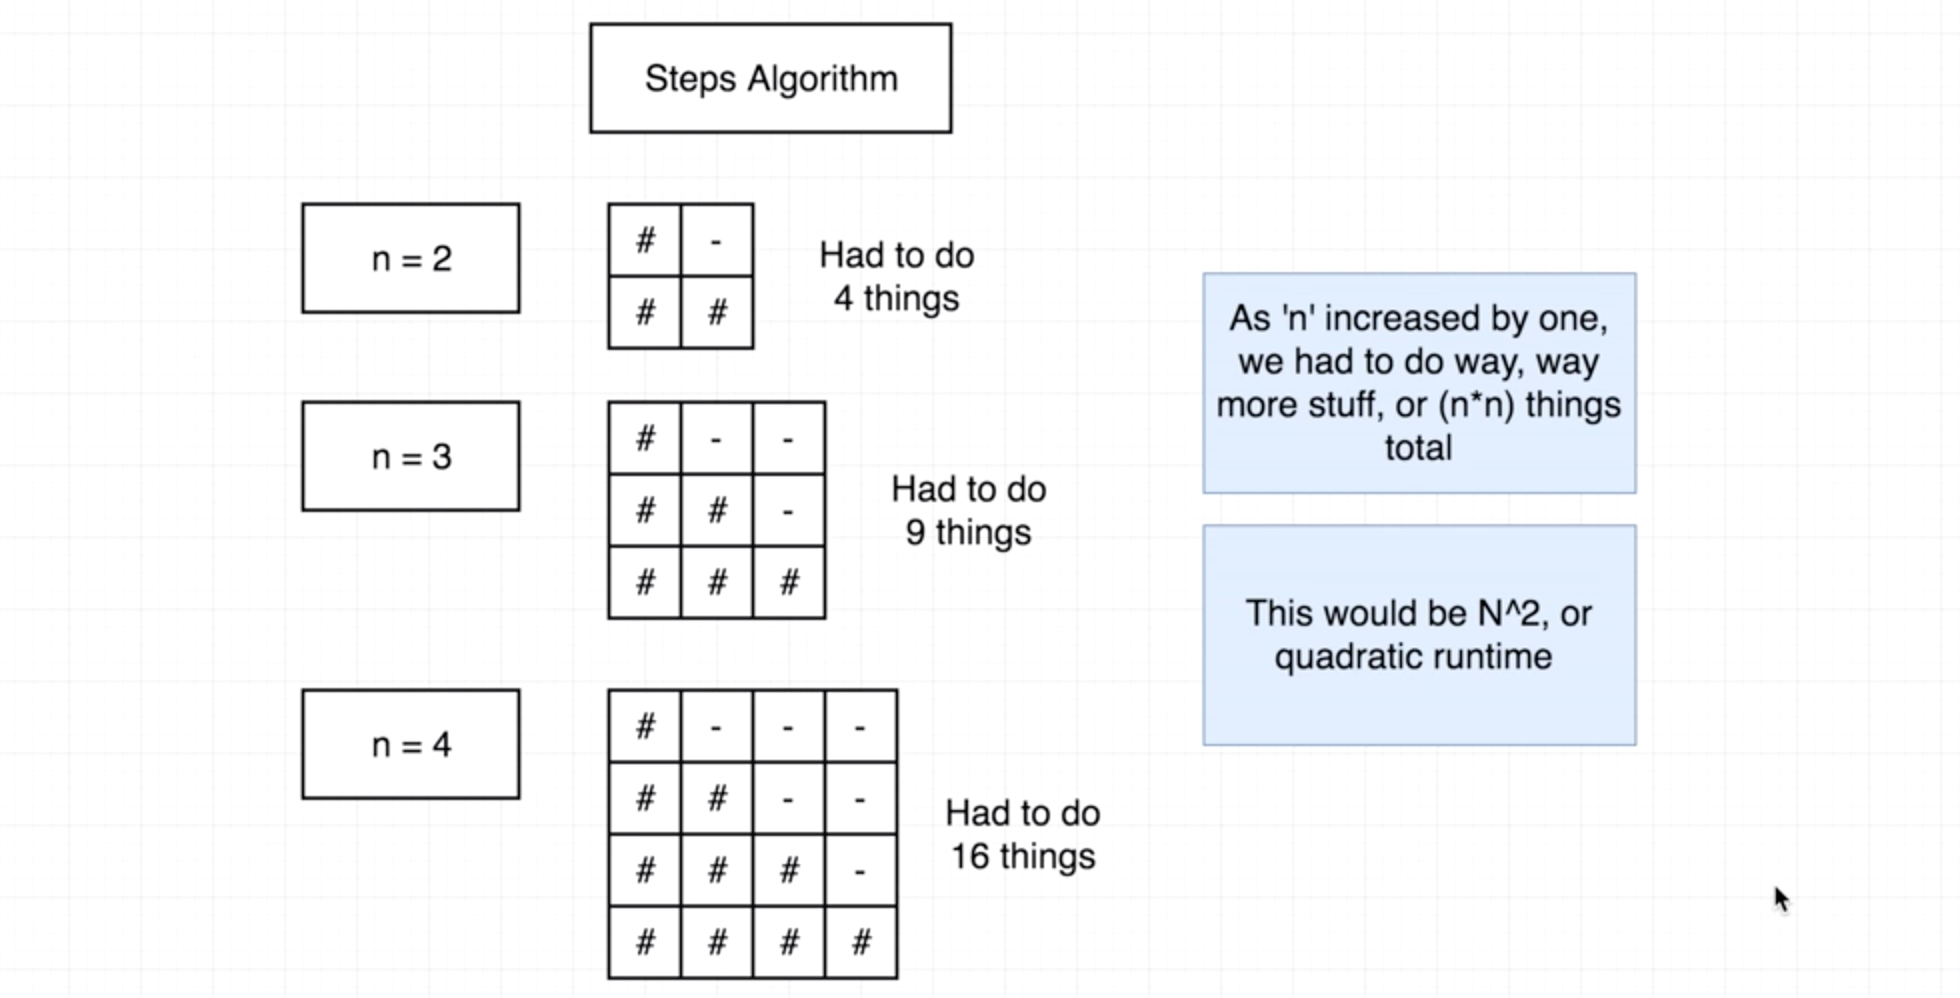 Steps Algorithm
n = 2
# -
# #
Had to do
4 things
n = 3
# - -
# # -
# # #
Had to do
9 things
n = 4
# - - -
# # - -
# # # -
# # # #
Had to do
16 things
As 'n' increased by one,
we had to do way, way
more stuff, or (n*n) things
total
This would be N^2, or
quadratic runtime